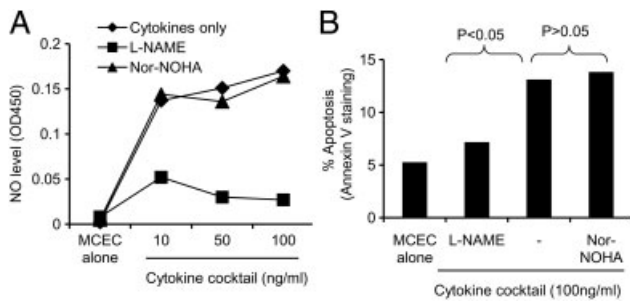 A
Cytokines only
L-NAME
Nor-NOHA
NO level (OD450)
0.2
0.15
0.1
0.05
0
MCEC alone
10
50
100
Cytokine cocktail (ng/ml)
B
P<0.05
P>0.05
% Apoptosis
(Annexin V staining)
15
10
5
0
MCEC
alone
L-NAME
-
Nor-
NOHA
Cytokine cocktail (100ng/ml)